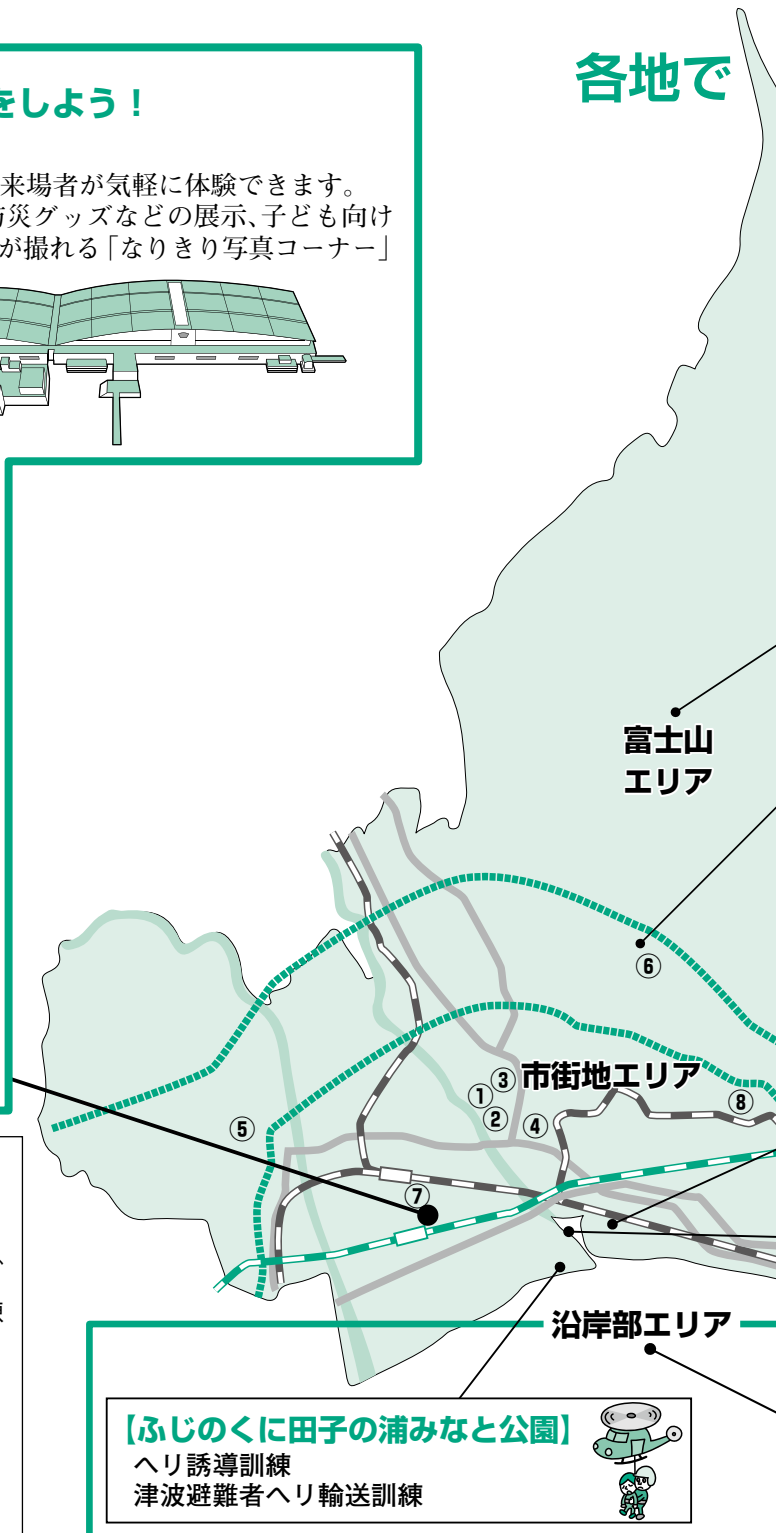 各地で
をしよう！
来場者が気軽に体験できます。
防災グッズなどの展示、子ども向け
が撮れる「なりきり写真コーナー」
富士山
エリア
⑥
市街地エリア
③
①
②
④
⑧
⑤
⑦
沿岸部エリア
【ふじのくに田子の浦みなと公園】
ヘリ誘導訓練
津波避難者ヘリ輸送訓練